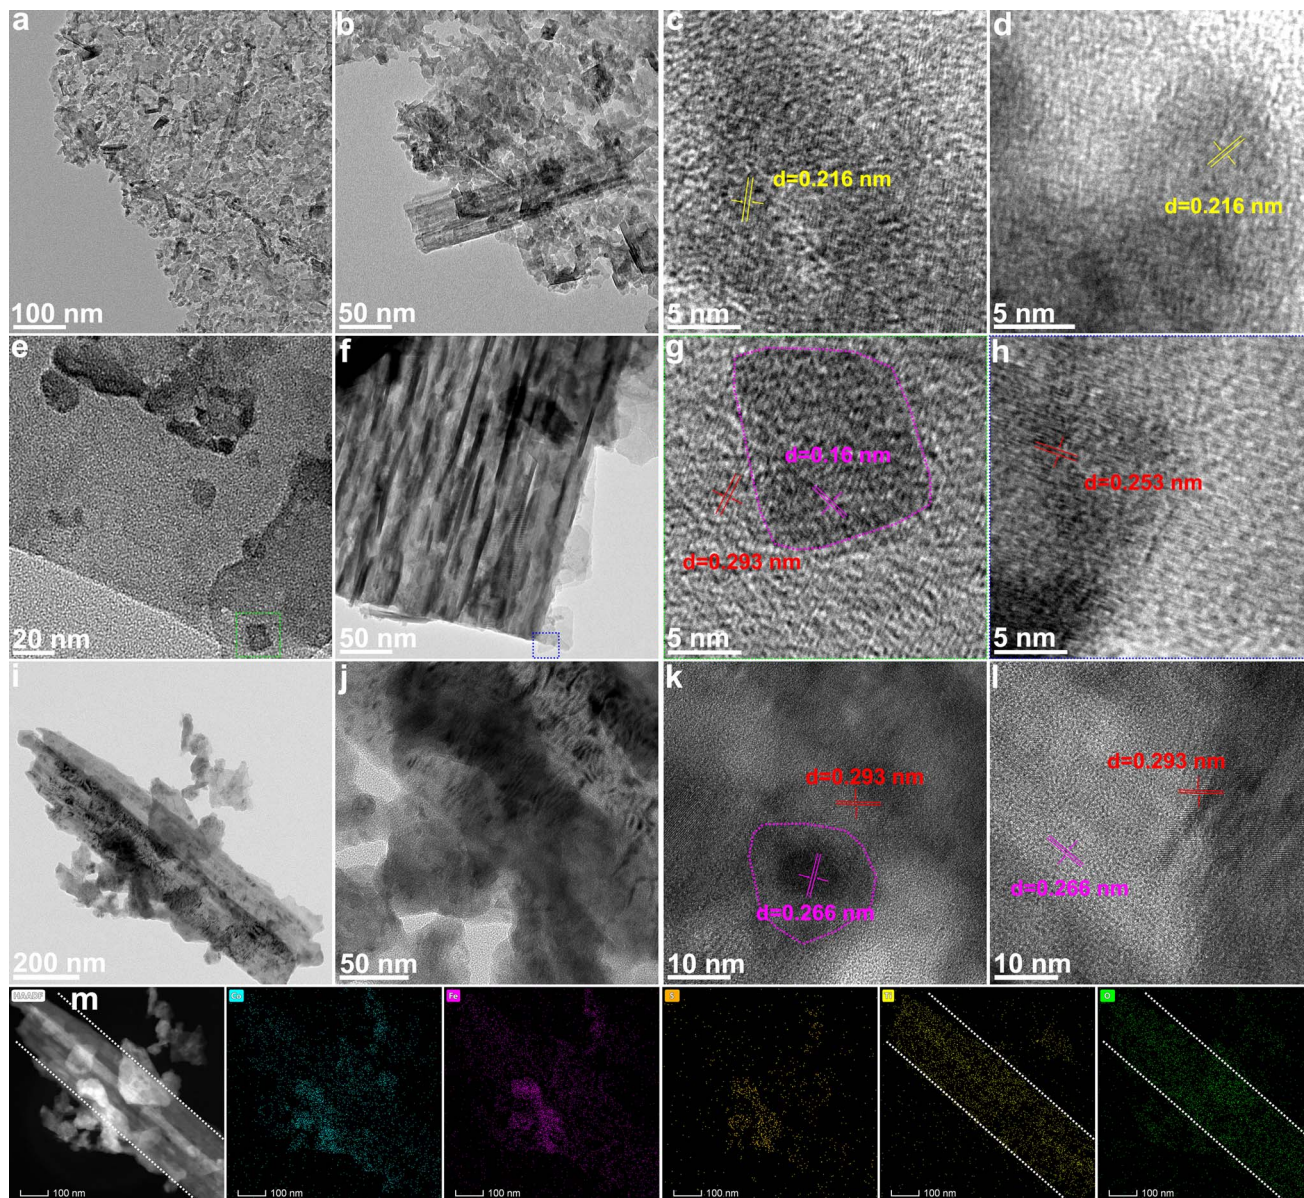 a
b
c
d
d=0.216 nm
d=0.216 nm
100 nm
50 nm
5 nm
5 nm
e
f
g
h
d=0.16 nm
d=0.253 nm
d=0.293 nm
20 nm
50 nm
5 nm
5 nm
i
j
k
l
d=0.293 nm
d=0.293 nm
d=0.266 nm
d=0.266 nm
200 nm
50 nm
10 nm
10 nm
HAADF
m
Co
Fe
S
Ti
O
100 nm
100 nm
100 nm
100 nm
100 nm
100 nm